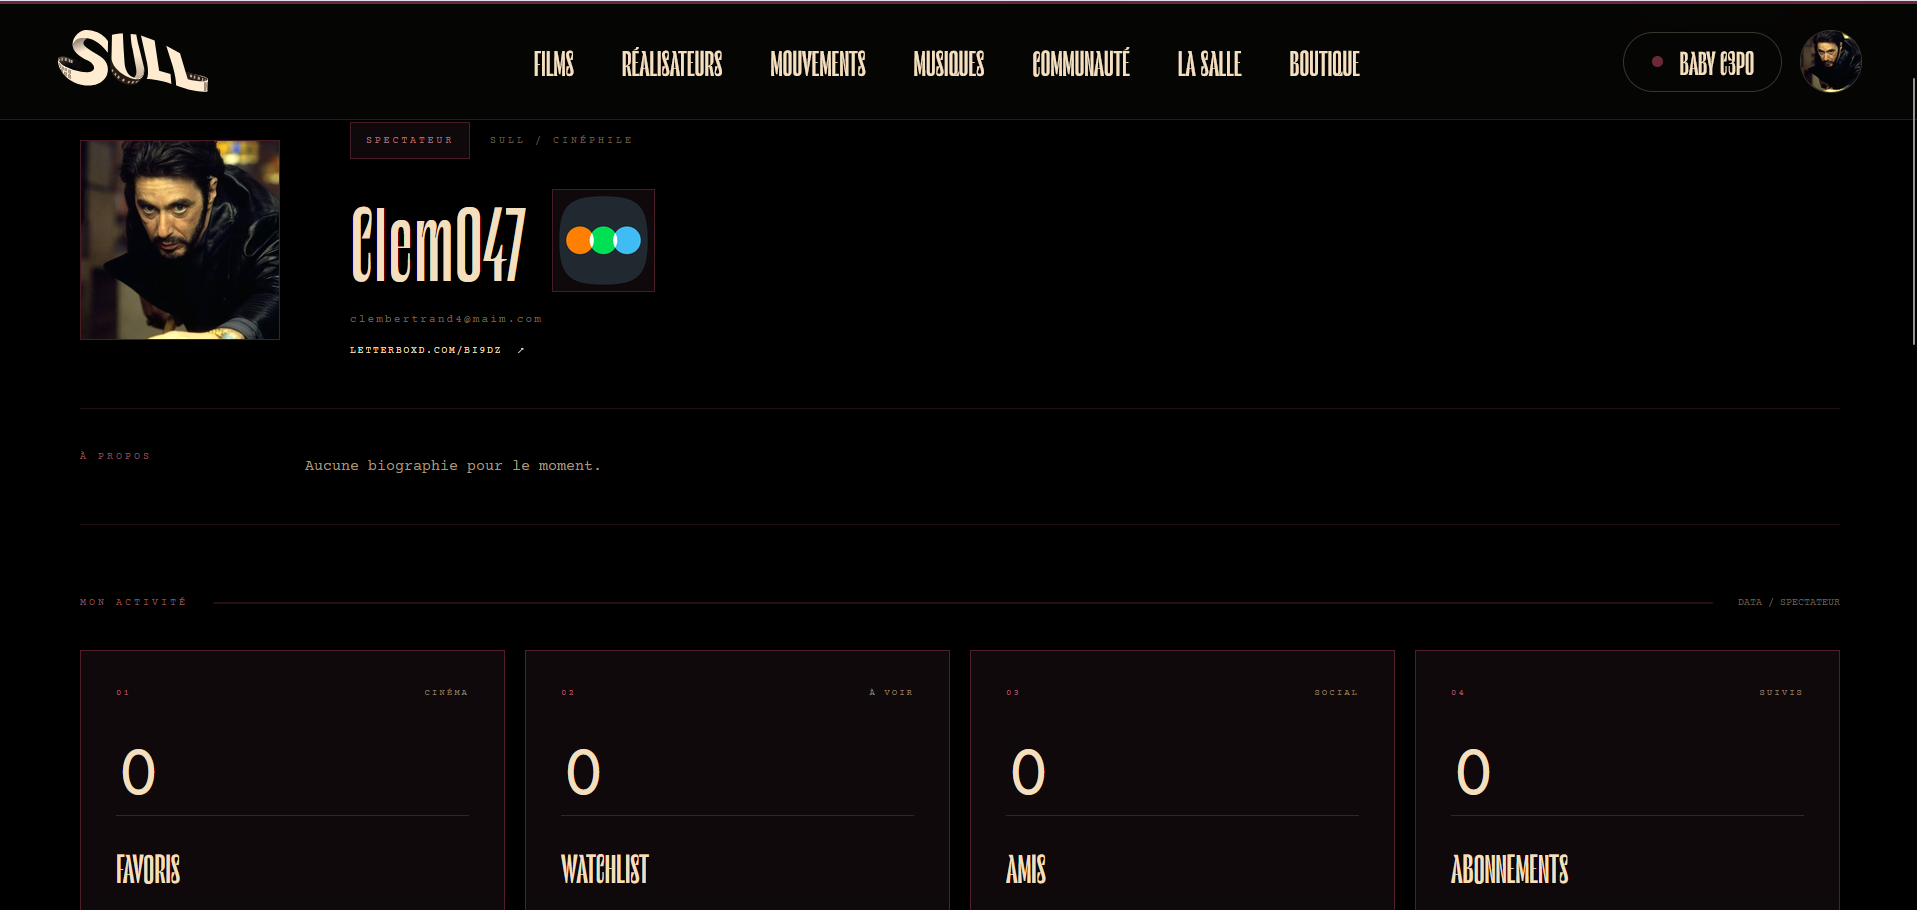 SULL
FILMS RÉALISATEURS MOUVEMENTS MUSIQUES COMMUNAUTÉ LA SALLE BOUTIQUE
BABY C3PO
SPECTATEUR SULL / CINÉPHILE
Clem047
clembertrand4@maim.com
LETTERBOXD.COM/BI9DZ ↗
À PROPOS
Aucune biographie pour le moment.
MON ACTIVITÉ
DATA / SPECTATEUR
01 CINÉMA
0
FAVORIS
02 À VOIR
0
WATCHLIST
03 SOCIAL
0
AMIS
04 SUIVIS
0
ABONNEMENTS